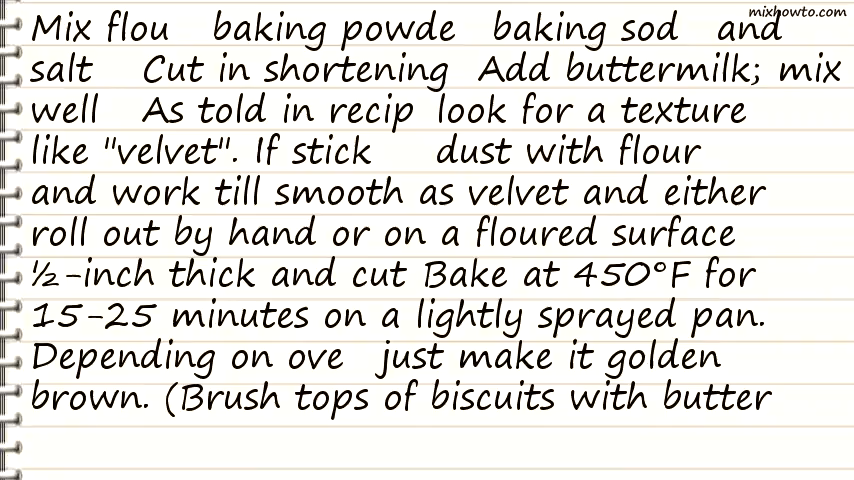 mixhowto.com
Mix flou baking powde baking sod and
salt Cut in shortening Add buttermilk; mix
well As told in recip look for a texture
like "velvet". If stick dust with flour
and work till smooth as velvet and either
roll out by hand or on a floured surface
½-inch thick and cut Bake at 450°F for
15-25 minutes on a lightly sprayed pan.
Depending on ove just make it golden
brown. (Brush tops of biscuits with butter